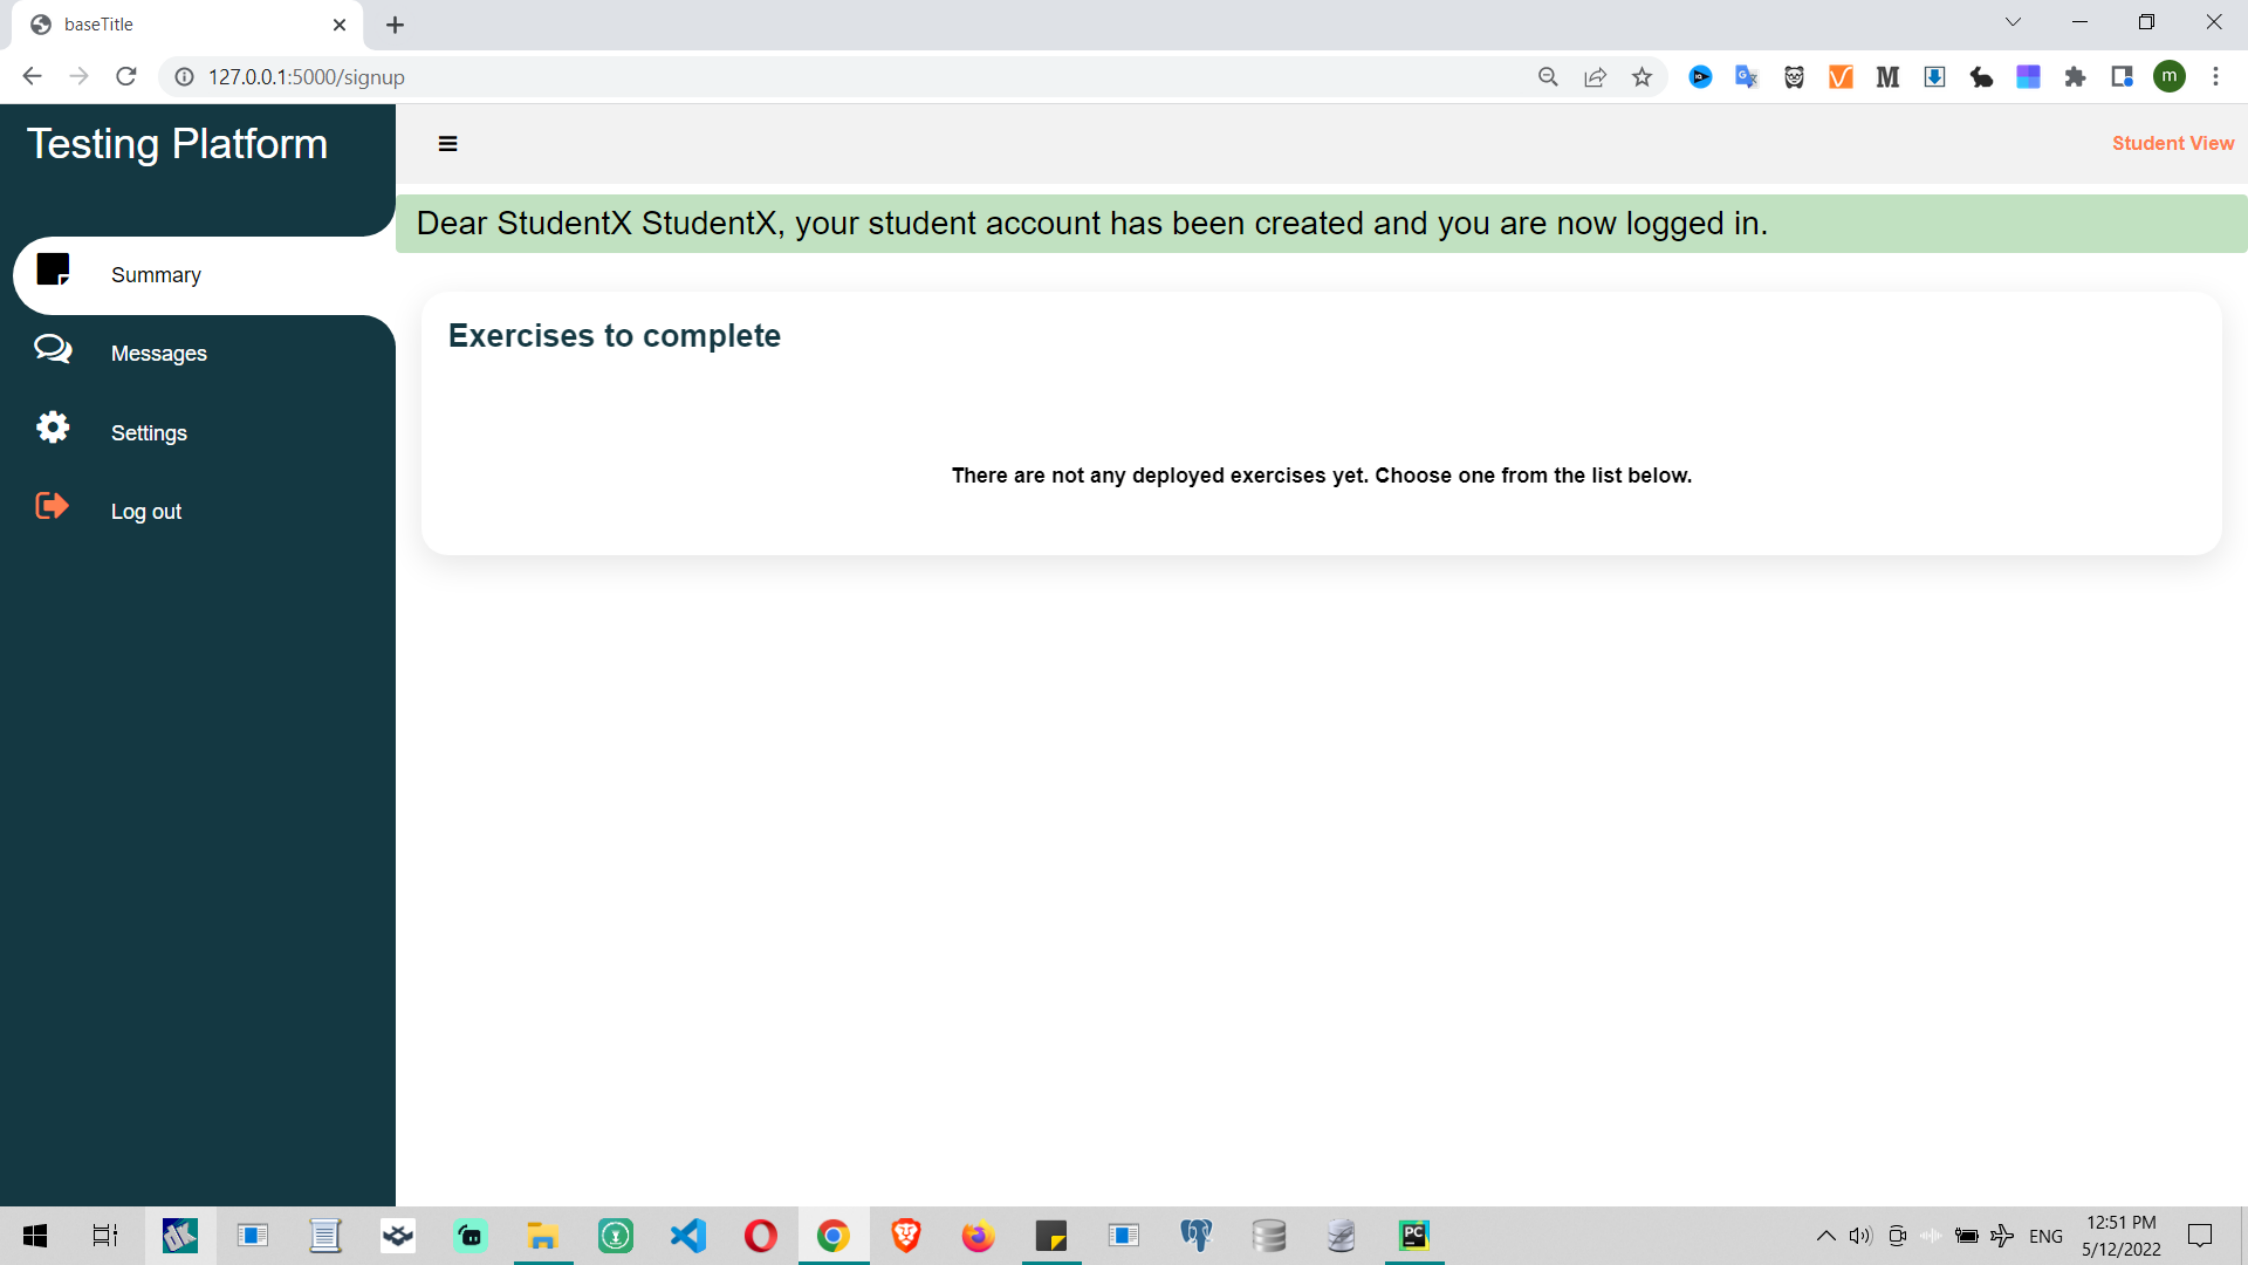 baseTitle
127.0.0.1:5000/signup
m
Testing Platform
Student View
Dear StudentX StudentX, your student account has been created and you are now logged in.
Summary
Exercises to complete
Messages
Settings
There are not any deployed exercises yet. Choose one from the list below.
Log out
PC
ENG
12:51 PM
5/12/2022